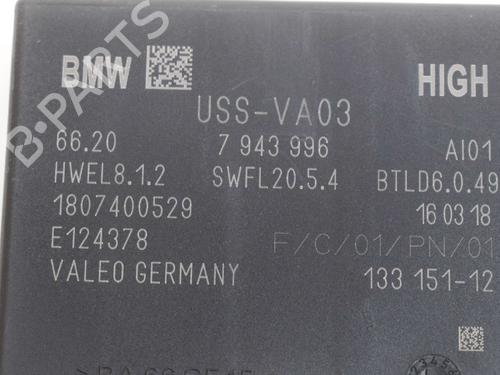 BMW HIGH
USS-VA03
66.20 7 943 996 AI01
HWEL8.1.2 SWFL20.5.4 BTLD6.0.49
1807400529 16 03 18
E124378 F/C/01/PN/01
VALEO GERMANY 133 151-12
B-PARTS